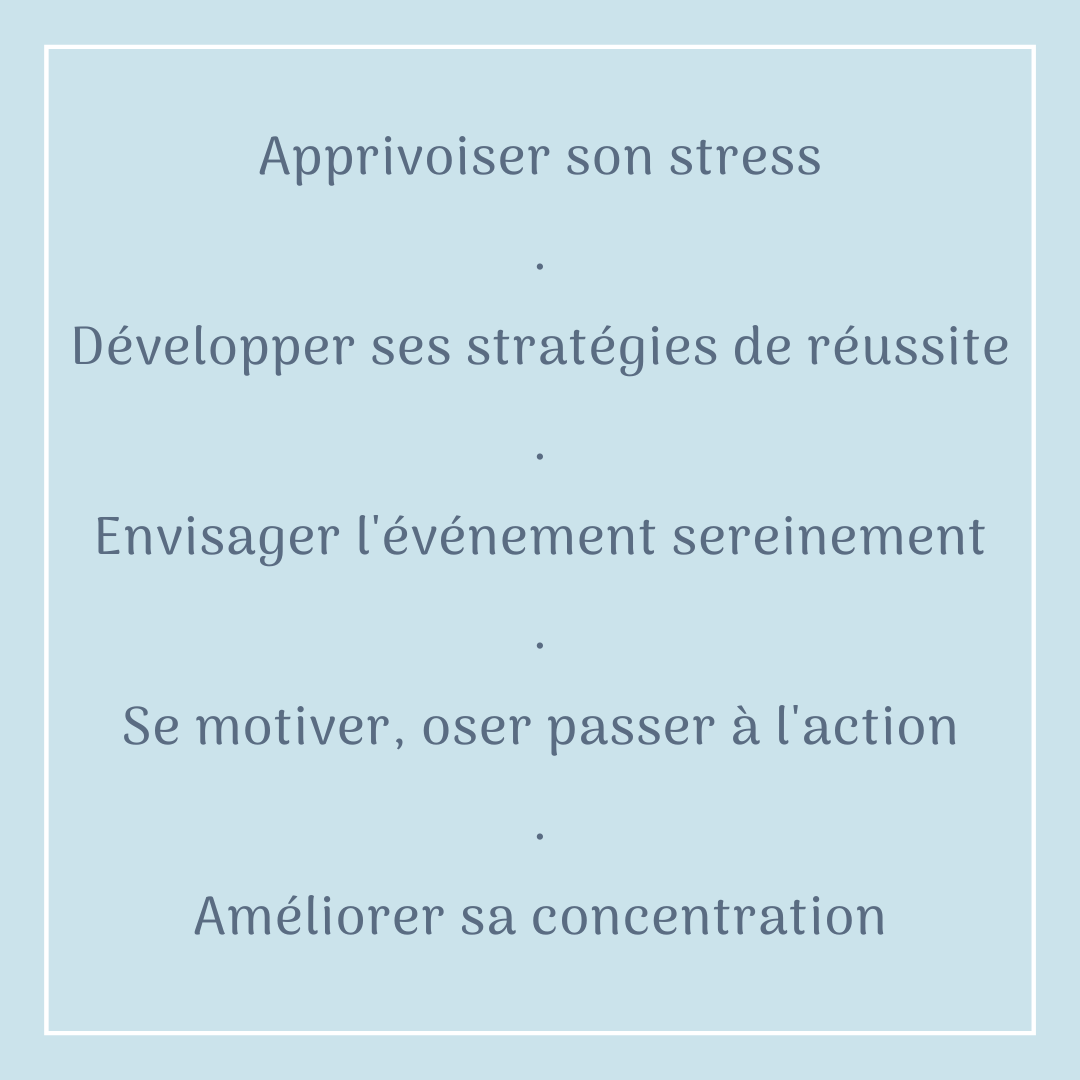 Apprivoiser son stress
.
Développer ses stratégies de réussite
.
Envisager l'événement sereinement
.
Se motiver, oser passer à l'action
.
Améliorer sa concentration